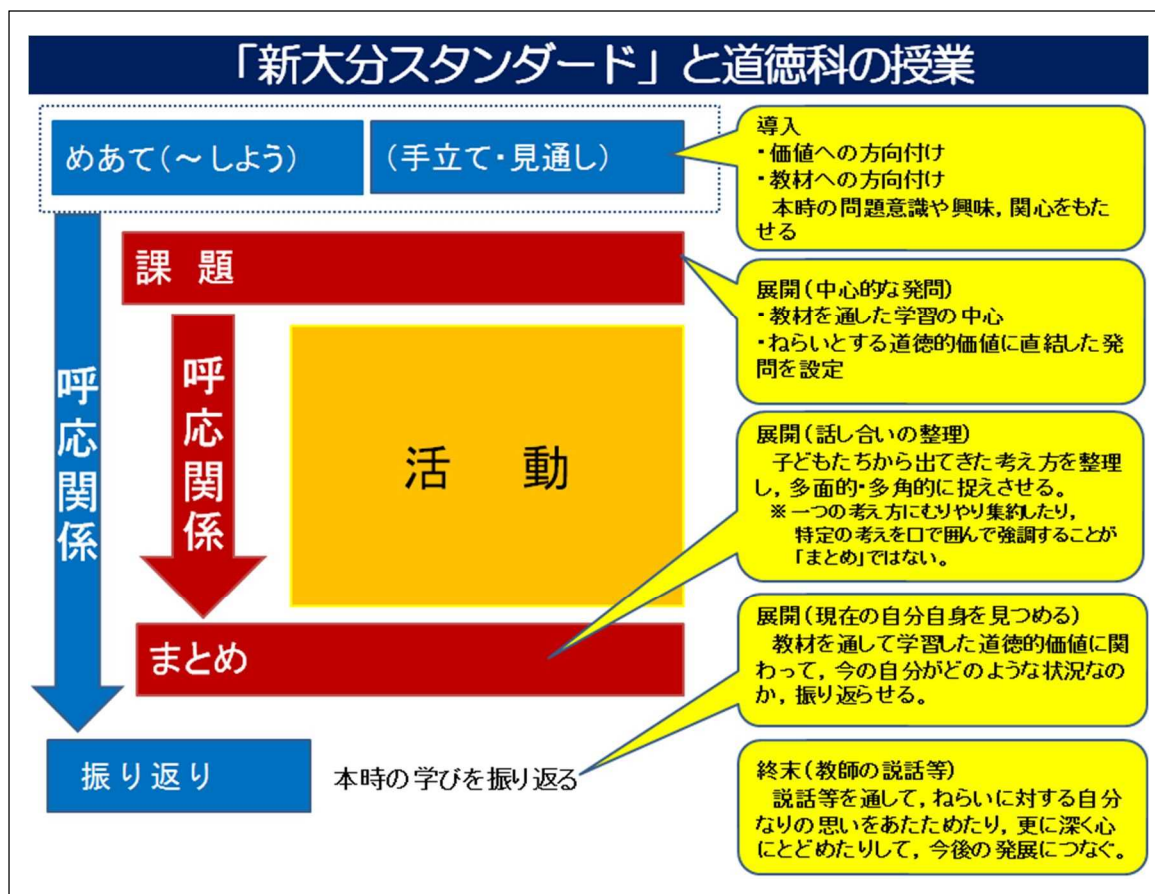 「新大分スタンダード」と道徳科の授業
めあて(～しよう)
(手立て・見通し)
導入
・価値への方向付け
・教材への方向付け
本時の問題意識や興味，関心をもた
せる
課 題
展開(中心的な発問)
・教材を通した学習の中心
・ねらいとする道徳的価値に直結した発
問を設定
呼応関係
呼応関係
活 動
展開(話し合いの整理)
子どもたちから出てきた考え方を整理
し，多面的・多角的に捉えさせる。
※一つの考え方にむりやり集約したり，
特定の考えを口で囲んで強調することが
「まとめ」ではない。
まとめ
展開(現在の自分自身を見つめる)
教材を通して学習した道徳的価値に関
わって，今の自分がどのような状況なの
か，振り返らせる。
振り返り
本時の学びを振り返る
終末(教師の説話等)
説話等を通して，ねらいに対する自分
なりの思いをあたためたり，更に深く心
にとどめたりして，今後の発展につなぐ。